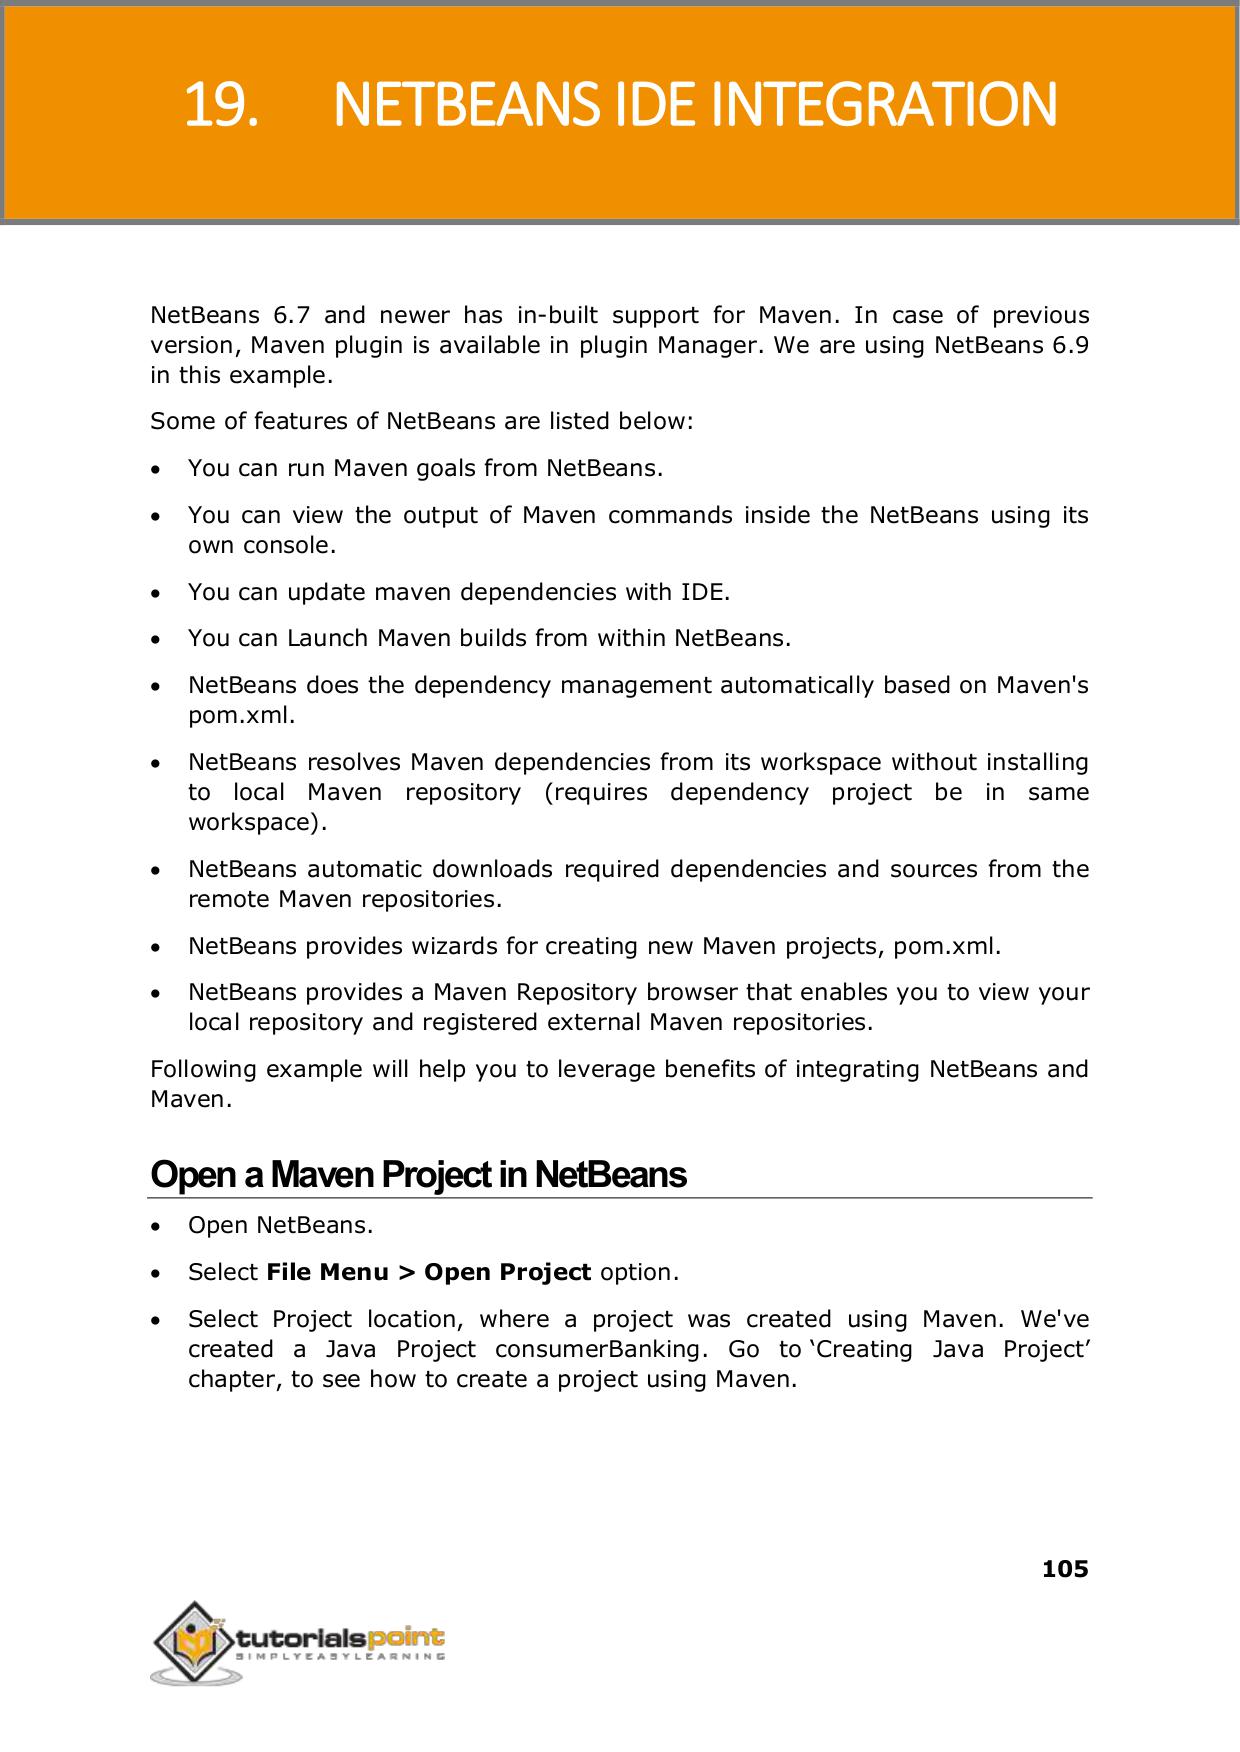 19. NETBEANS IDE INTEGRATION
NetBeans 6.7 and newer has in-built support for Maven. In case of previous
version, Maven plugin is available in plugin Manager. We are using NetBeans 6.9
in this example.
Some of features of NetBeans are listed below:
• You can run Maven goals from NetBeans.
• You can view the output of Maven commands inside the NetBeans using its
own console.
• You can update maven dependencies with IDE.
• You can Launch Maven builds from within NetBeans.
• NetBeans does the dependency management automatically based on Maven's
pom.xml.
• NetBeans resolves Maven dependencies from its workspace without installing
to local Maven repository (requires dependency project be in same
workspace).
• NetBeans automatic downloads required dependencies and sources from the
remote Maven repositories.
• NetBeans provides wizards for creating new Maven projects, pom.xml.
• NetBeans provides a Maven Repository browser that enables you to view your
local repository and registered external Maven repositories.
Following example will help you to leverage benefits of integrating NetBeans and
Maven.
Open a Maven Project in NetBeans
• Open NetBeans.
• Select File Menu > Open Project option.
• Select Project location, where a project was created using Maven. We've
created a Java Project consumerBanking. Go to ‘Creating Java Project’
chapter, to see how to create a project using Maven.
105
tutorialspoint
SIMPLYEASYLEARNING